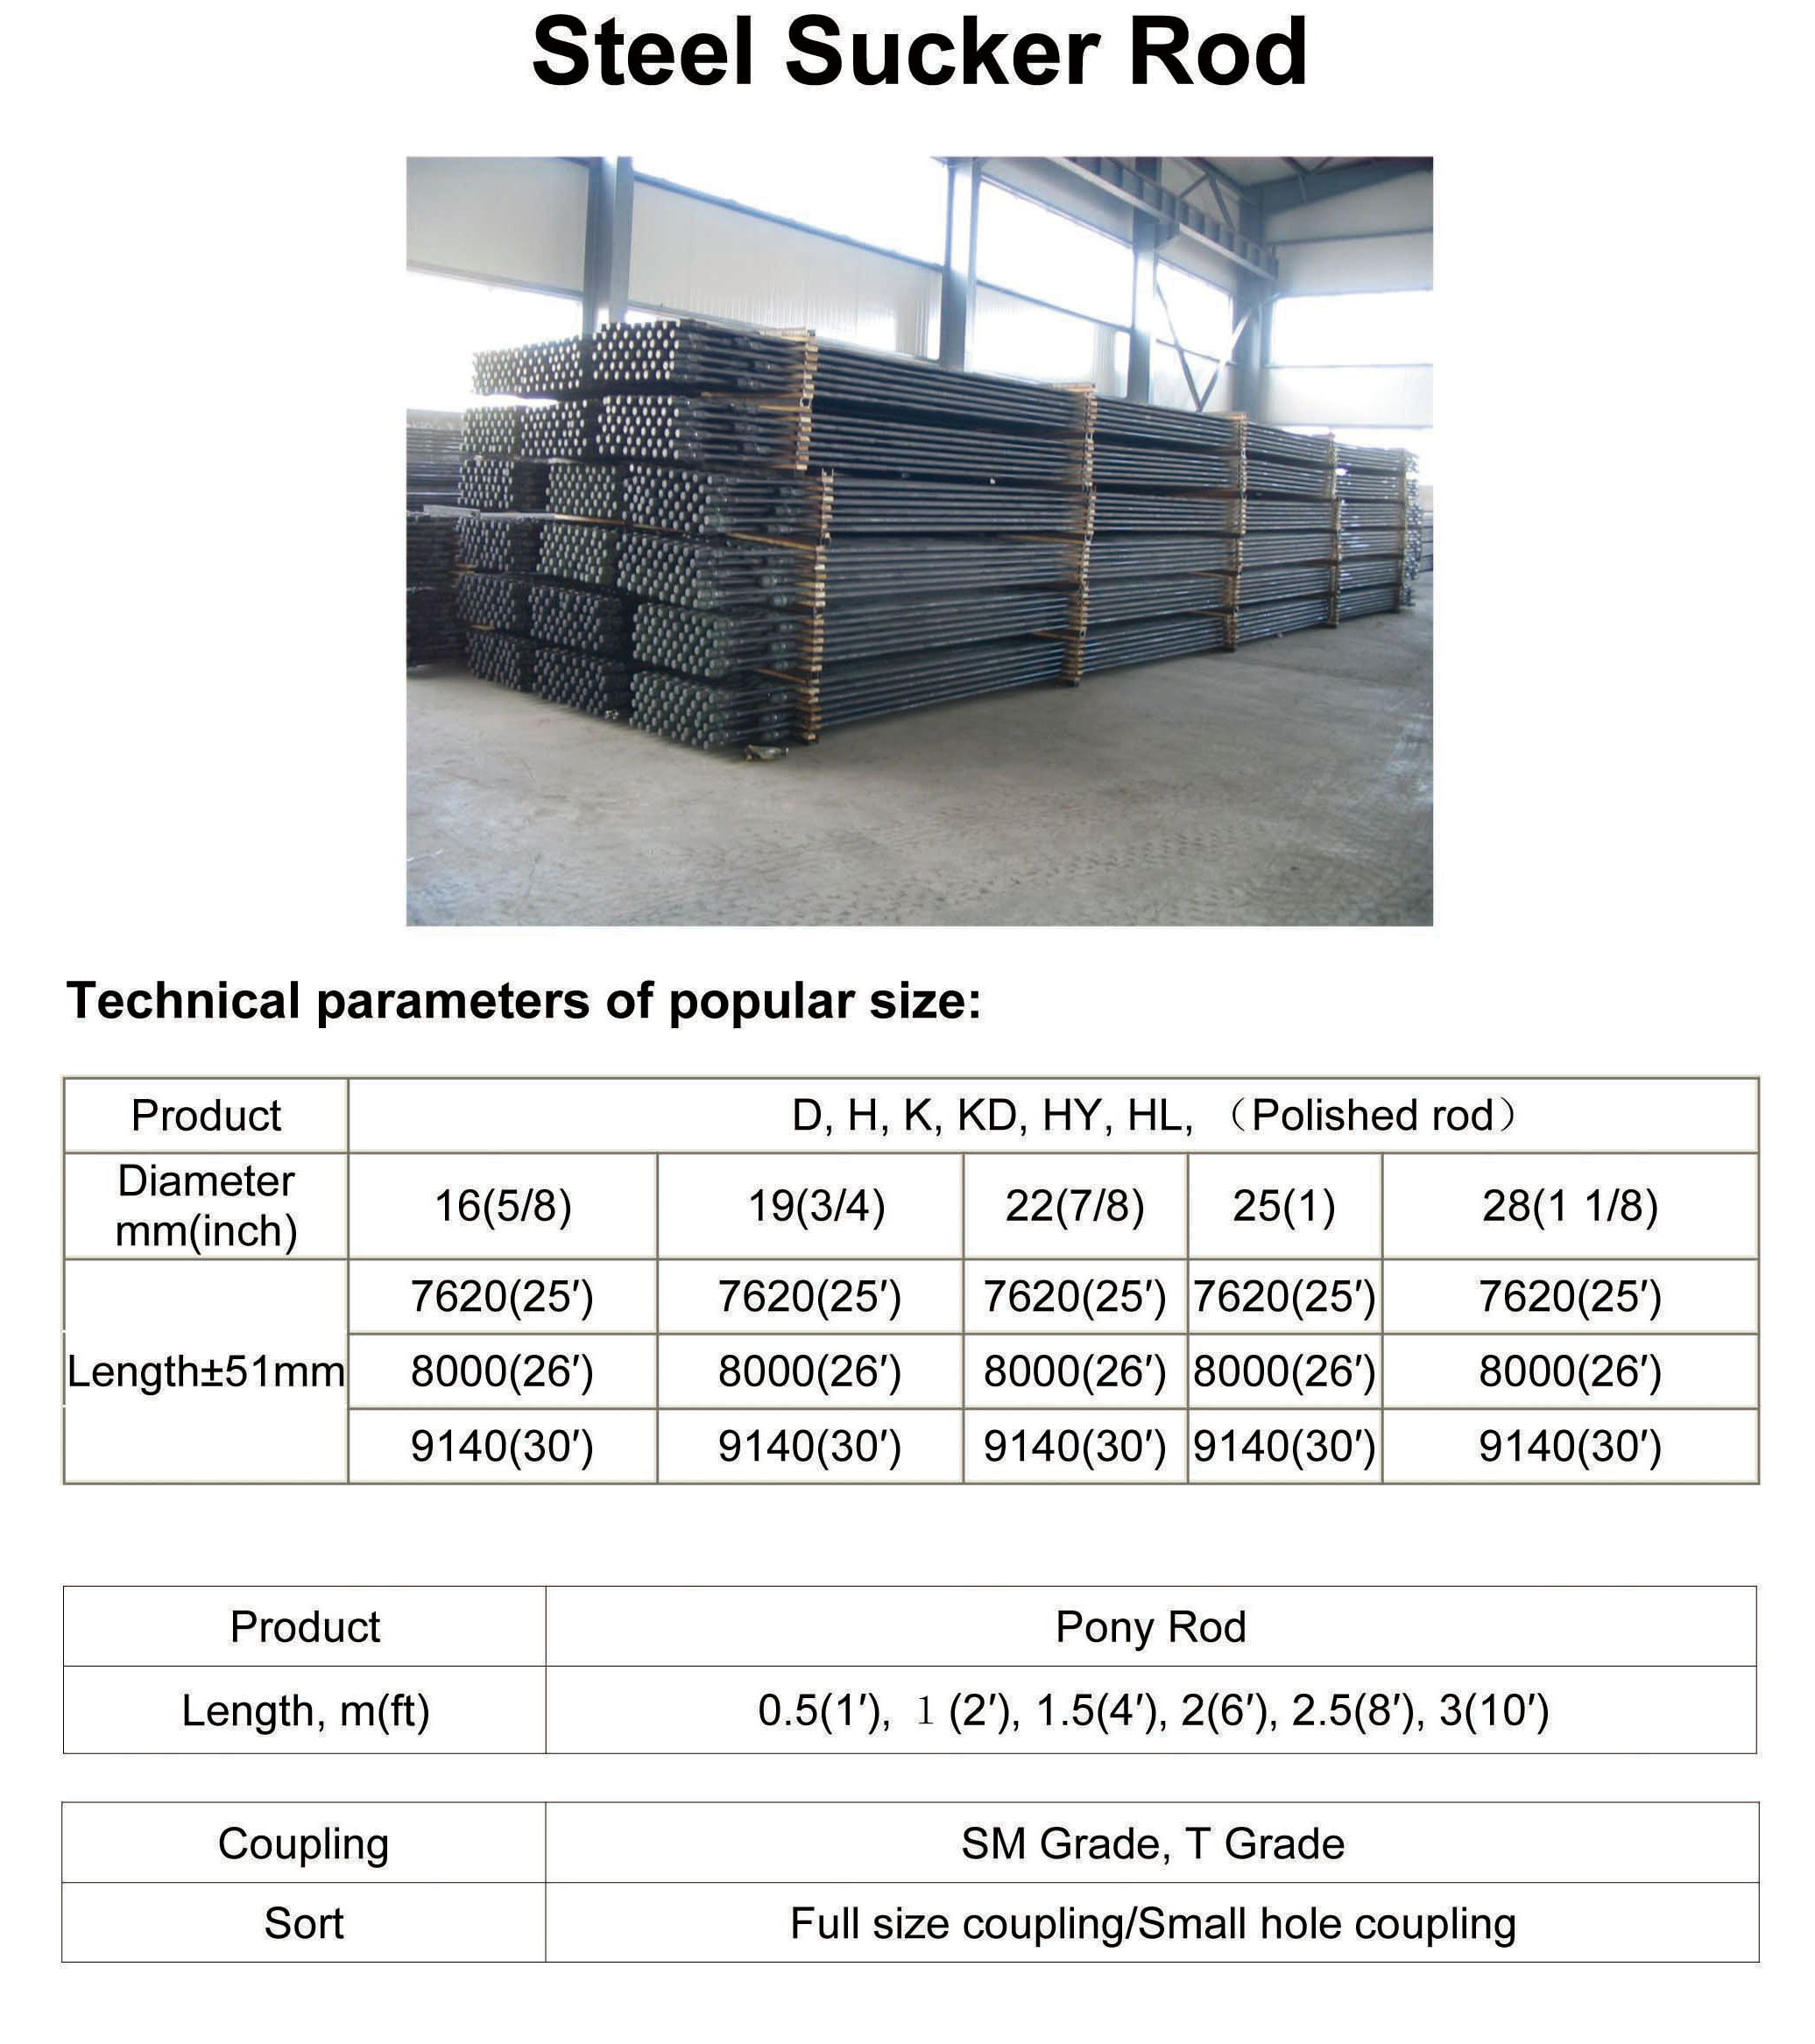 Steel Sucker Rod
Technical parameters of popular size:
Product D, H, K, KD, HY, HL, （Polished rod）
Diameter
mm(inch) 16(5/8) 19(3/4) 22(7/8) 25(1) 28(1 1/8)
7620(25′) 7620(25′) 7620(25′) 7620(25′) 7620(25′)
Length±51mm 8000(26′) 8000(26′) 8000(26′) 8000(26′) 8000(26′)
9140(30′) 9140(30′) 9140(30′) 9140(30′) 9140(30′)
Product Pony Rod
Length, m(ft) 0.5(1′), 1 (2′), 1.5(4′), 2(6′), 2.5(8′), 3(10′)
Coupling SM Grade, T Grade
Sort Full size coupling/Small hole coupling